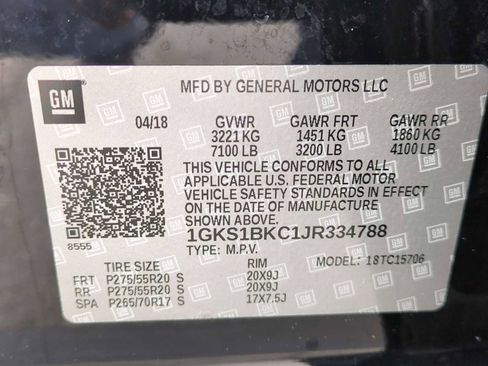 GM
MFD BY GENERAL MOTORS LLC
04/18 GVWR GAWR FRT GAWR RR
3221 KG 1451 KG 1860 KG
7100 LB 3200 LB 4100 LB
THIS VEHICLE CONFORMS TO ALL
APPLICABLE U.S. FEDERAL MOTOR
VEHICLE SAFETY STANDARDS IN EFFECT
ON THE DATE OF MANUFACTURE
SHOWN ABOVE.
8555
1GKS1BKC1JR334788
TYPE: M.P.V. MODEL: 18TC15706
TIRE SIZE RIM
FRT P275/55R20 S 20X9J
RR P275/55R20 S 20X9J
SPA P265/70R17 S 17X7.5J